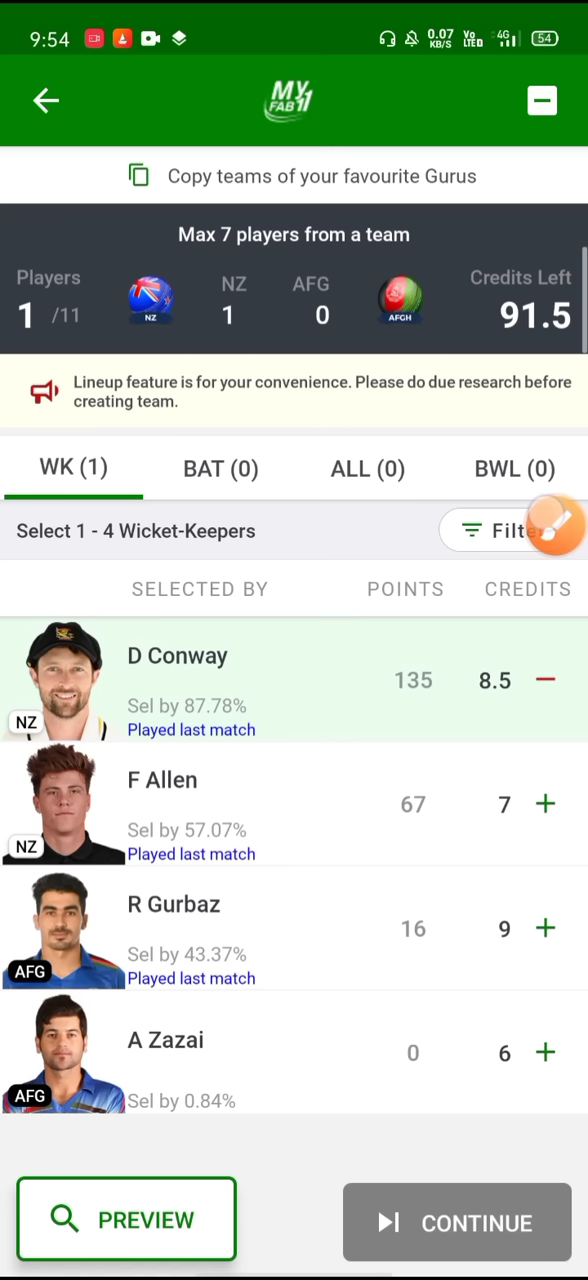 9:54
0.07
KB/S
Vo
LTE D
4G
54
MY
FAB11
Copy teams of your favourite Gurus
Max 7 players from a team
Players
1 /11
NZ
NZ
1
AFG
0
AFGH
Credits Left
91.5
Lineup feature is for your convenience. Please do due research before
creating team.
WK (1) BAT (0) ALL (0) BWL (0)
Select 1 - 4 Wicket-Keepers
Filte
SELECTED BY POINTS CREDITS
D Conway
135 8.5
Sel by 87.78%
NZ
Played last match
F Allen
67 7
Sel by 57.07%
NZ
Played last match
R Gurbaz
16 9
Sel by 43.37%
AFG
Played last match
A Zazai
0 6
AFG
Sel by 0.84%
PREVIEW
CONTINUE